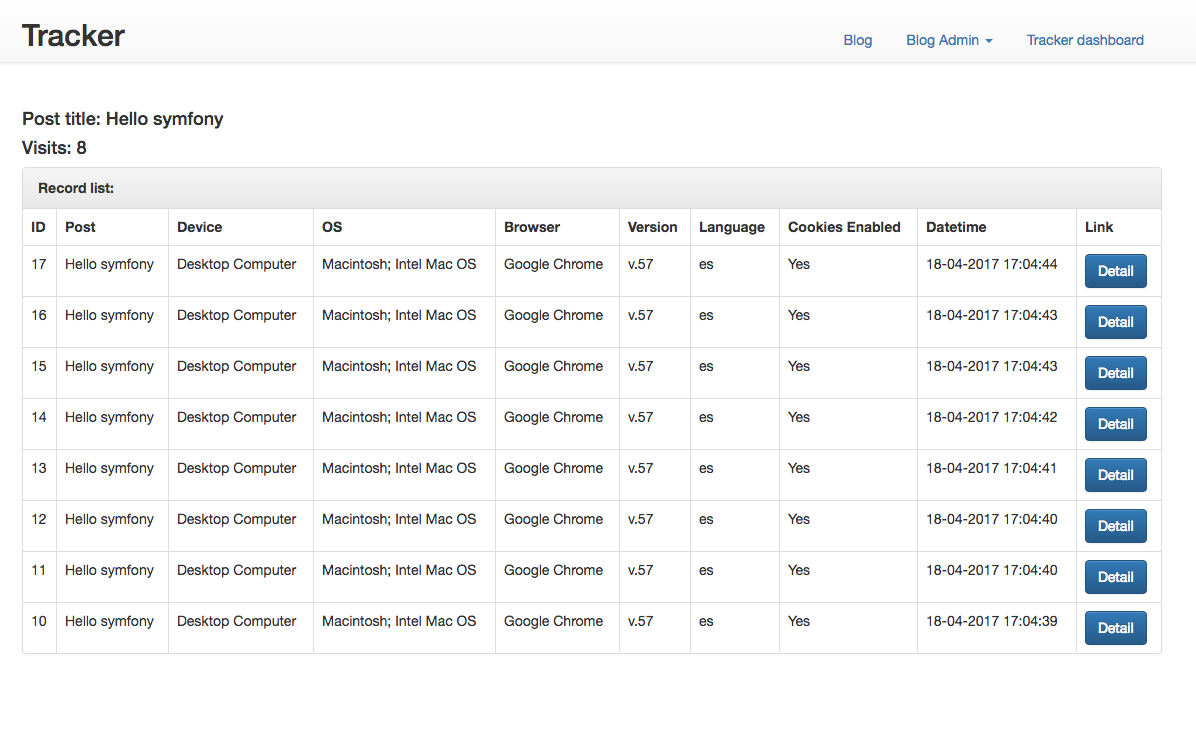 Tracker
Blog Blog Admin Tracker dashboard
Post title: Hello symfony
Visits: 8
Record list:
ID Post Device OS Browser Version Language Cookies Enabled Datetime Link
17 Hello symfony Desktop Computer Macintosh; Intel Mac OS Google Chrome v.57 es Yes 18-04-2017 17:04:44 Detail
16 Hello symfony Desktop Computer Macintosh; Intel Mac OS Google Chrome v.57 es Yes 18-04-2017 17:04:43 Detail
15 Hello symfony Desktop Computer Macintosh; Intel Mac OS Google Chrome v.57 es Yes 18-04-2017 17:04:43 Detail
14 Hello symfony Desktop Computer Macintosh; Intel Mac OS Google Chrome v.57 es Yes 18-04-2017 17:04:42 Detail
13 Hello symfony Desktop Computer Macintosh; Intel Mac OS Google Chrome v.57 es Yes 18-04-2017 17:04:41 Detail
12 Hello symfony Desktop Computer Macintosh; Intel Mac OS Google Chrome v.57 es Yes 18-04-2017 17:04:40 Detail
11 Hello symfony Desktop Computer Macintosh; Intel Mac OS Google Chrome v.57 es Yes 18-04-2017 17:04:40 Detail
10 Hello symfony Desktop Computer Macintosh; Intel Mac OS Google Chrome v.57 es Yes 18-04-2017 17:04:39 Detail